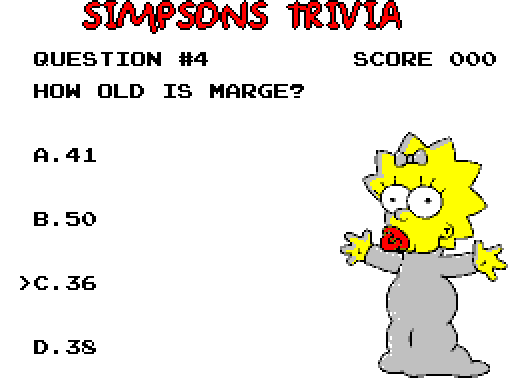 SIMPSONS TRIVIA
QUESTION #4 SCORE 000
HOW OLD IS MARGE?
A.41
B.50
>C.36
D.38